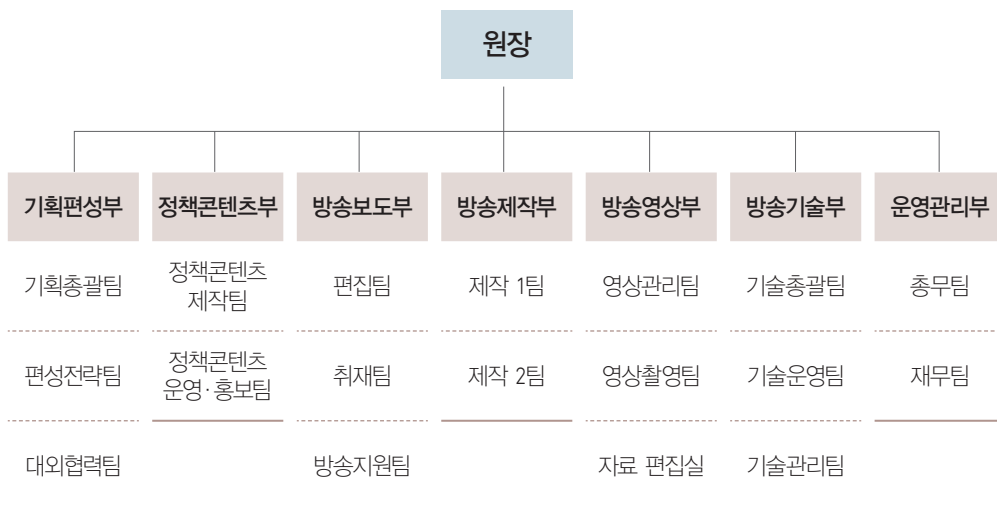 원장
기획편성부 정책콘텐츠부 방송보도부 방송제작부 방송영상부 방송기술부 운영관리부
기획총괄팀 정책콘텐츠 편집팀 제작 1팀 영상관리팀 기술총괄팀 총무팀
제작팀
편성전략팀 정책콘텐츠 취재팀 제작 2팀 영상촬영팀 기술운영팀 재무팀
운영·홍보팀
대외협력팀 방송지원팀 자료 편집실 기술관리팀